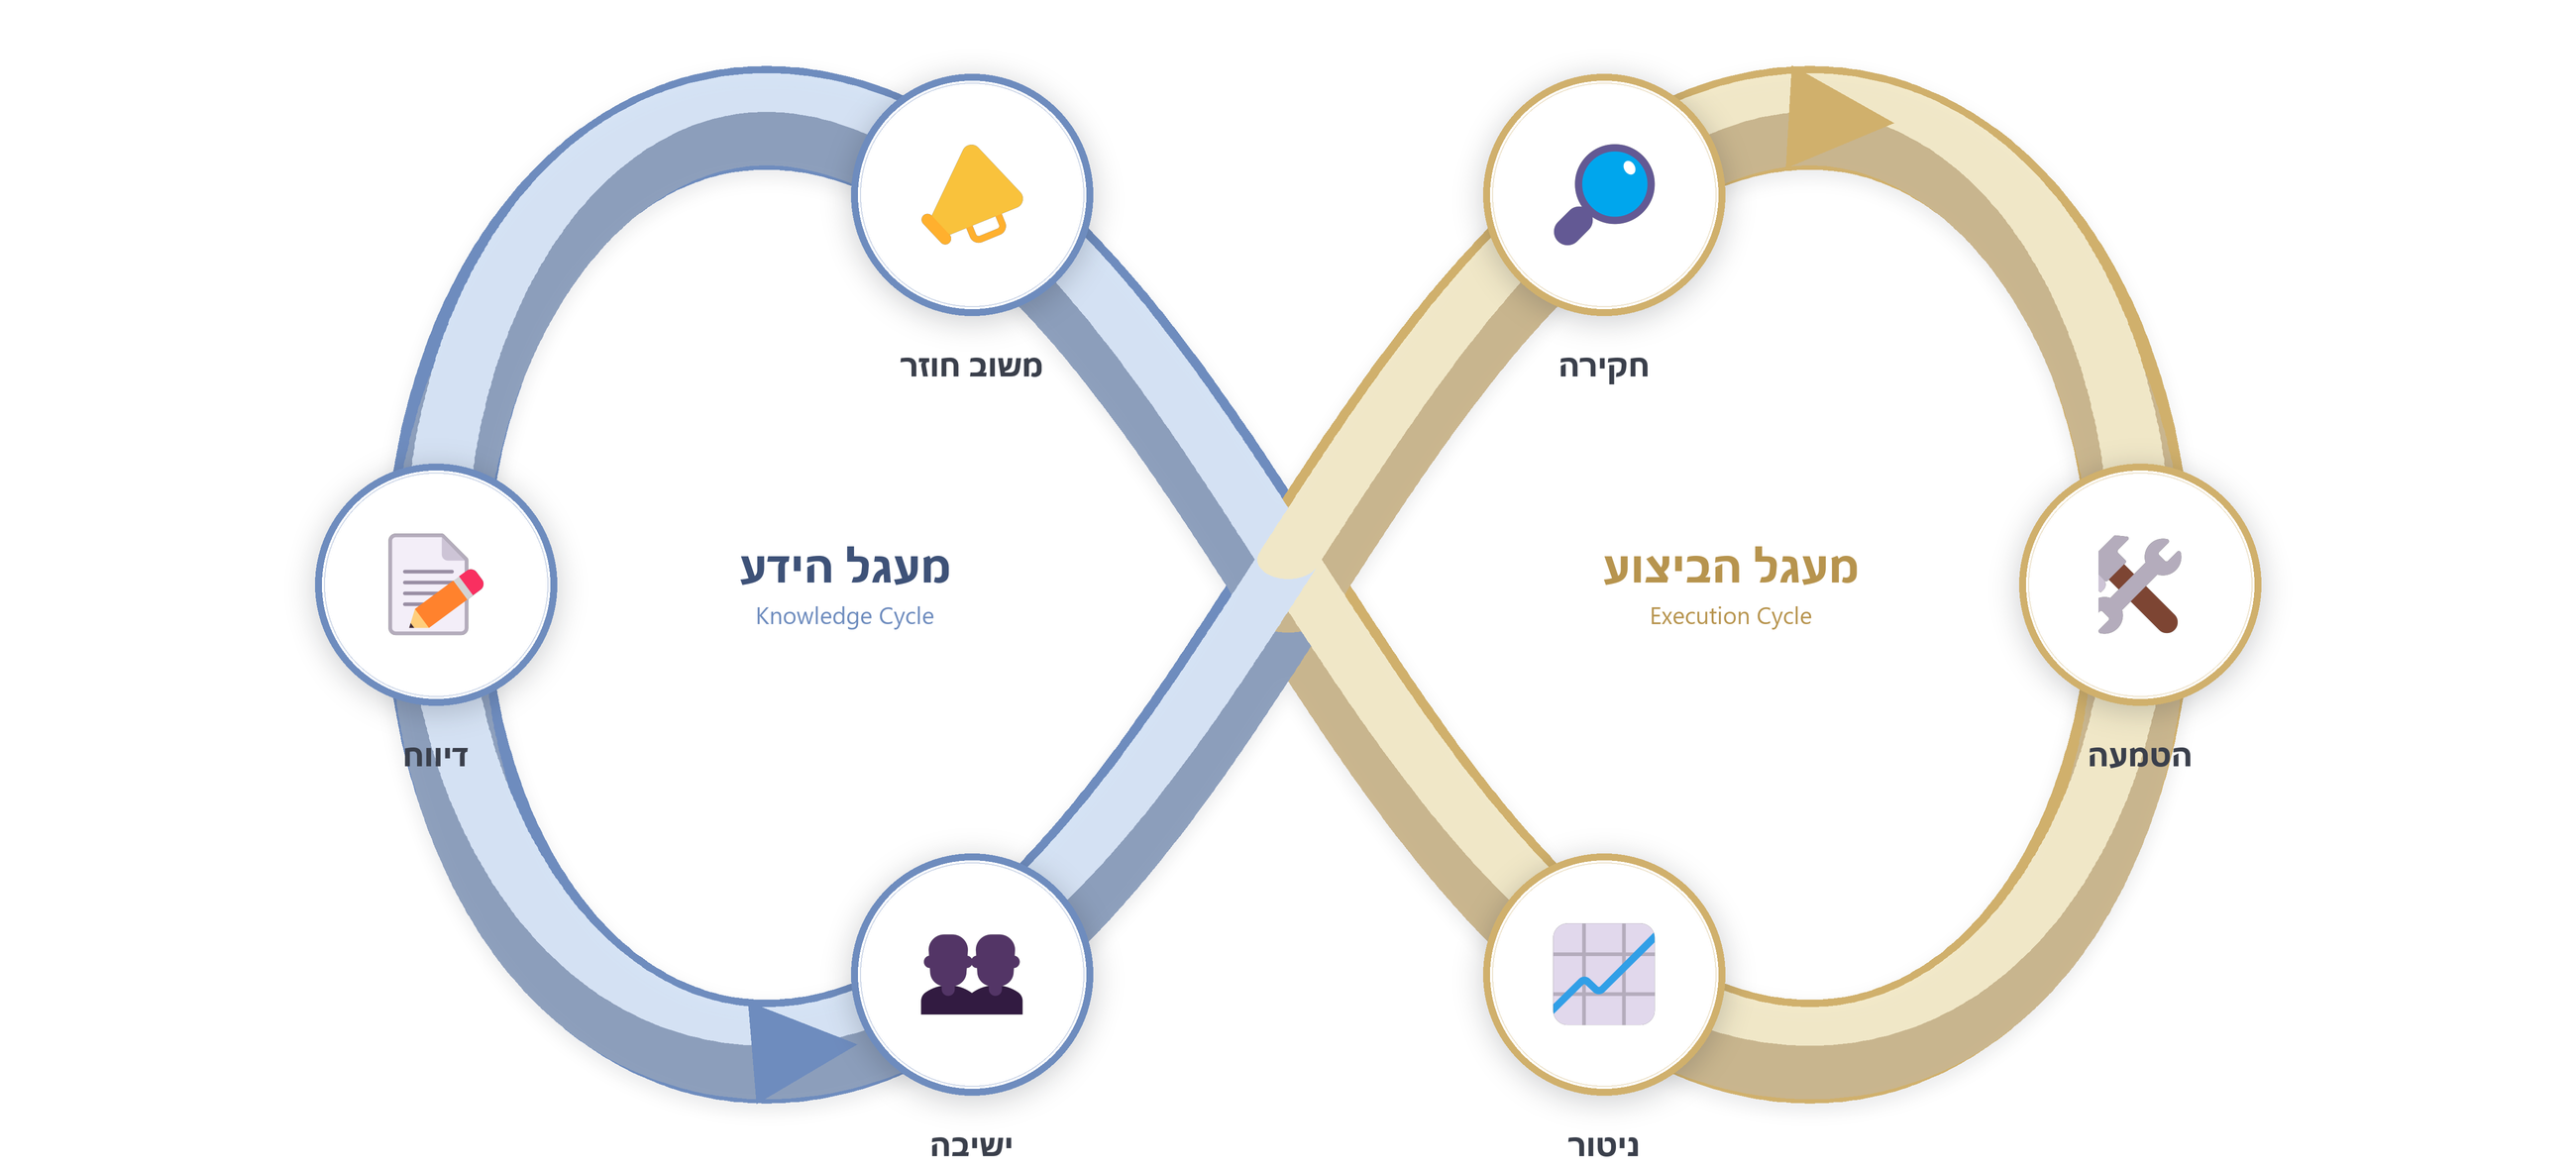 משוב חוזר
חקירה
מעגל הידע
Knowledge Cycle
מעגל הביצוע
Execution Cycle
דיווח
הטמעה
ישיבה
ניטור